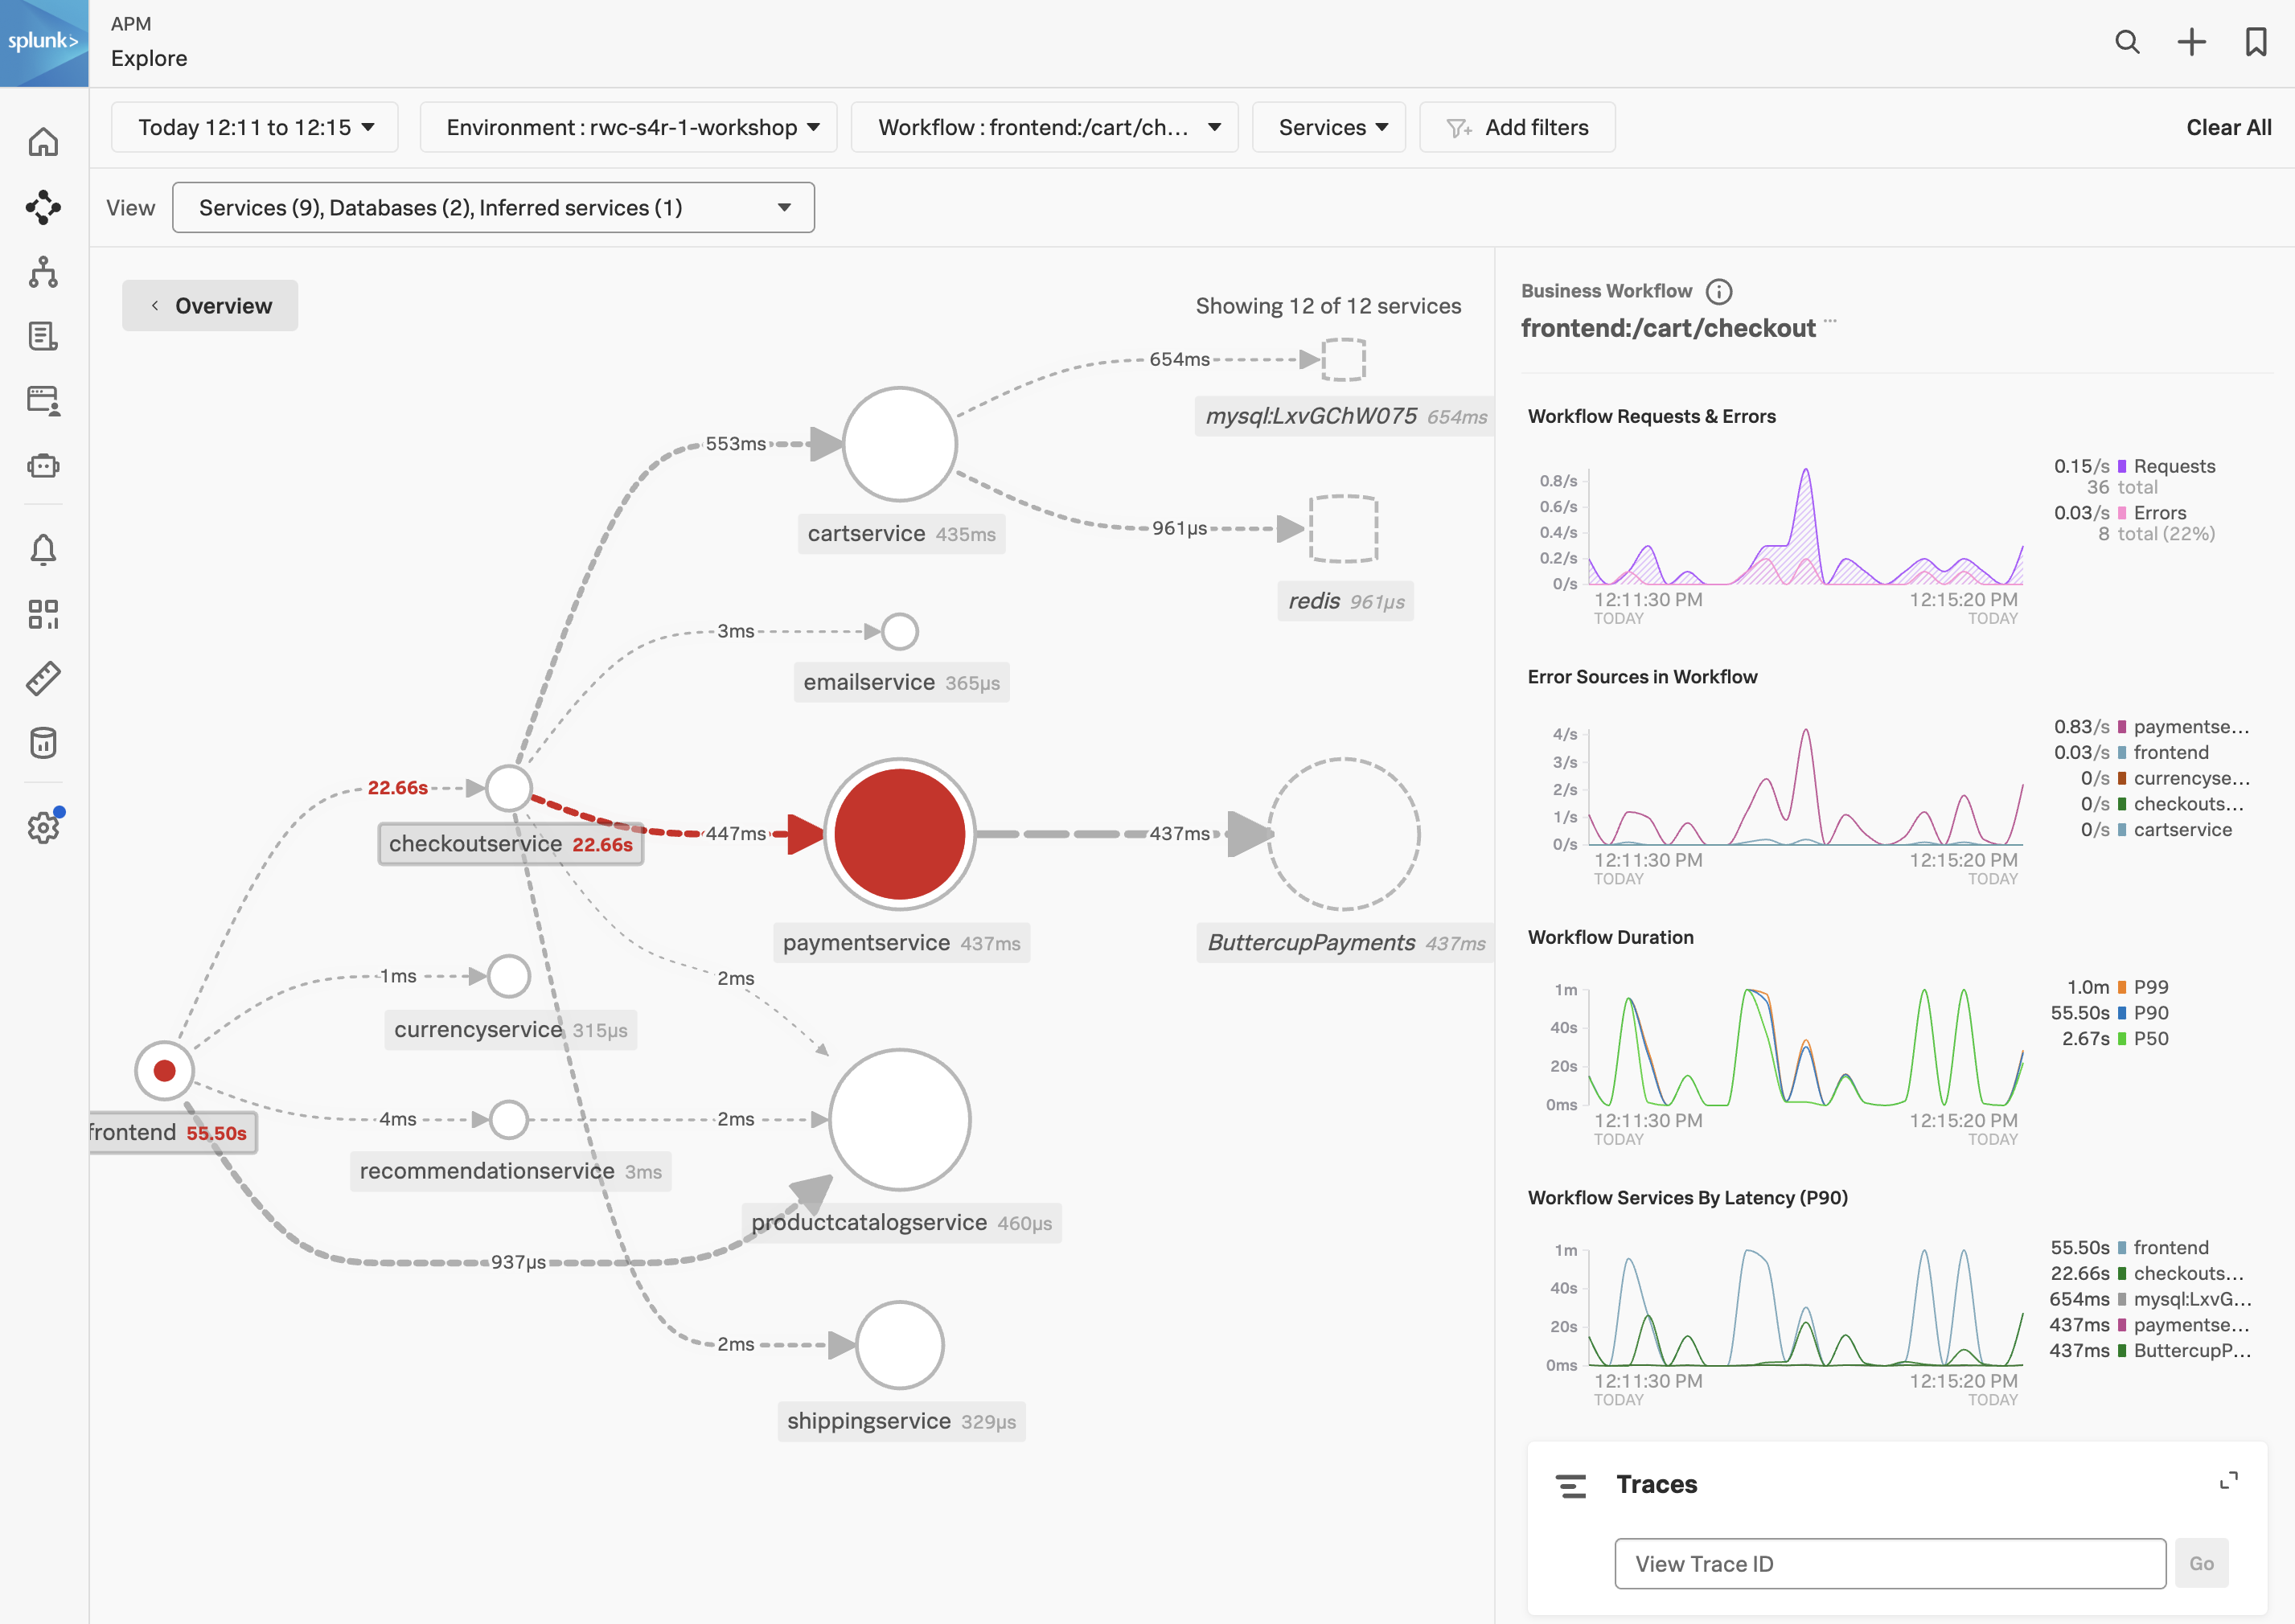 splunk>
APM
Explore
Today 12:11 to 12:15
Environment : rwc-s4r-1-workshop
Workflow : frontend:/cart/ch...
Services
Add filters
Clear All
View
Services (9), Databases (2), Inferred services (1)
Overview
Showing 12 of 12 services
654ms
mysql:LxvGChW075 654ms
553ms
cartservice 435ms
961µs
redis 961µs
3ms
emailservice 365µs
22.66s
checkoutservice 22.66s
447ms
437ms
paymentservice 437ms
ButtercupPayments 437ms
1ms
2ms
currencyservice 315µs
frontend 55.50s
4ms
2ms
recommendationservice 3ms
productcatalogservice 460µs
937µs
2ms
shippingservice 329µs
Business Workflow
frontend:/cart/checkout ...
Workflow Requests & Errors
0.8/s
0.6/s
0.4/s
0.2/s
0/s
12:11:30 PM
TODAY
12:15:20 PM
TODAY
0.15/s Requests
36 total
0.03/s Errors
8 total (22%)
Error Sources in Workflow
4/s
3/s
2/s
1/s
0/s
12:11:30 PM
TODAY
12:15:20 PM
TODAY
0.83/s paymentse...
0.03/s frontend
0/s currencyse...
0/s checkouts...
0/s cartservice
Workflow Duration
1m
40s
20s
0ms
12:11:30 PM
TODAY
12:15:20 PM
TODAY
1.0m P99
55.50s P90
2.67s P50
Workflow Services By Latency (P90)
1m
40s
20s
0ms
12:11:30 PM
TODAY
12:15:20 PM
TODAY
55.50s frontend
22.66s checkouts...
654ms mysql:LxvG...
437ms paymentse...
437ms ButtercupP...
Traces
View Trace ID
Go